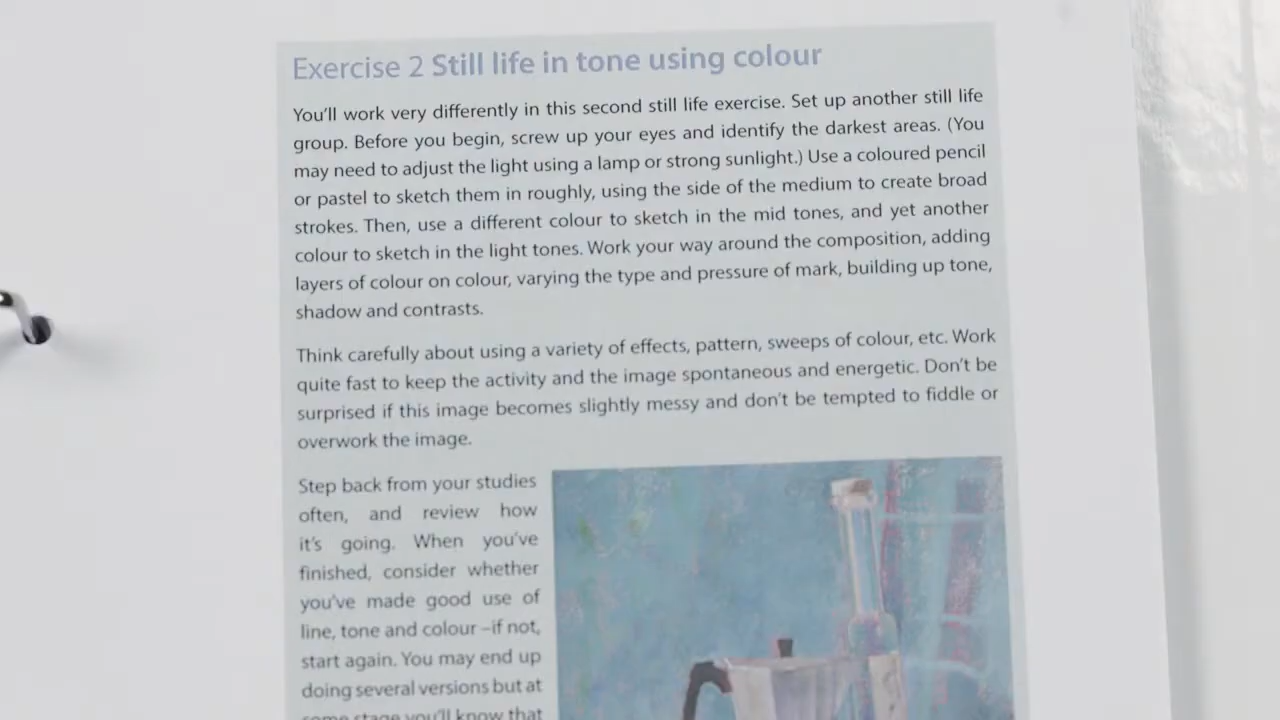 Exercise 2 Still life in tone using colour
You'll work very differently in this second still life exercise. Set up another still life
group. Before you begin, screw up your eyes and identify the darkest areas. (You
may need to adjust the light using a lamp or strong sunlight.) Use a coloured pencil
or pastel to sketch them in roughly, using the side of the medium to create broad
strokes. Then, use a different colour to sketch in the mid tones, and yet another
colour to sketch in the light tones. Work your way around the composition, adding
layers of colour on colour, varying the type and pressure of mark, building up tone,
shadow and contrasts.
Think carefully about using a variety of effects, pattern, sweeps of colour, etc. Work
quite fast to keep the activity and the image spontaneous and energetic. Don't be
surprised if this image becomes slightly messy and don't be tempted to fiddle or
overwork the image.
Step back from your studies
often, and review how
it's going. When you've
finished, consider whether
you've made good use of
line, tone and colour –if not,
start again. You may end up
doing several versions but at
some stage you'll know that